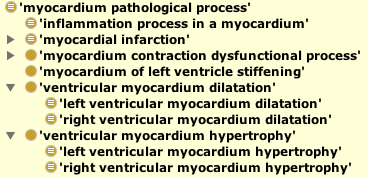 'myocardium pathological process'
'inflammation process in a myocardium'
'myocardial infarction'
'myocardium contraction dysfunctional process'
'myocardium of left ventricle stiffening'
'ventricular myocardium dilatation'
'left ventricular myocardium dilatation'
'right ventricular myocardium dilatation'
'ventricular myocardium hypertrophy'
'left ventricular myocardium hypertrophy'
'right ventricular myocardium hypertrophy'